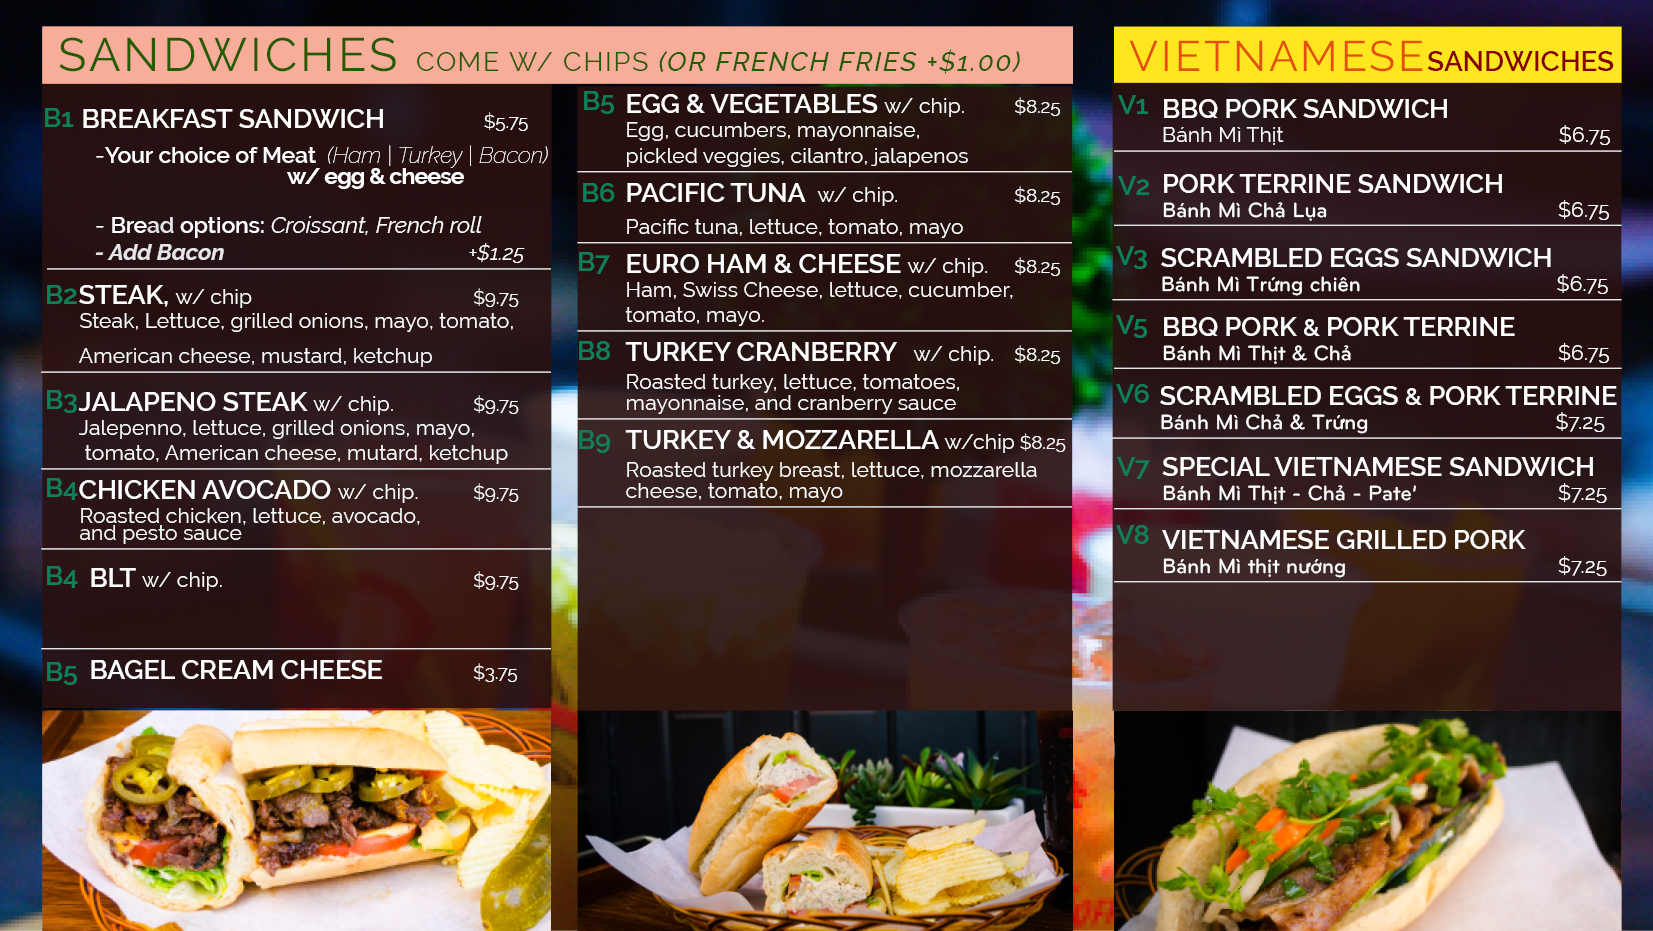 SANDWICHES COME W/ CHIPS (OR FRENCH FRIES +$1.00)
B1 BREAKFAST SANDWICH $5.75
-Your choice of Meat (Ham | Turkey | Bacon)
w/ egg & cheese
- Bread options: Croissant, French roll
- Add Bacon +$1.25
B2 STEAK, w/ chip $9.75
Steak, Lettuce, grilled onions, mayo, tomato,
American cheese, mustard, ketchup
B3 JALAPENO STEAK w/ chip. $9.75
Jalepenno, lettuce, grilled onions, mayo,
tomato, American cheese, mutard, ketchup
B4 CHICKEN AVOCADO w/ chip. $9.75
Roasted chicken, lettuce, avocado,
and pesto sauce
B4 BLT w/ chip. $9.75
B5 BAGEL CREAM CHEESE $3.75
B5 EGG & VEGETABLES w/ chip. $8.25
Egg, cucumbers, mayonnaise,
pickled veggies, cilantro, jalapenos
B6 PACIFIC TUNA w/ chip. $8.25
Pacific tuna, lettuce, tomato, mayo
B7 EURO HAM & CHEESE w/ chip. $8.25
Ham, Swiss Cheese, lettuce, cucumber,
tomato, mayo.
B8 TURKEY CRANBERRY w/ chip. $8.25
Roasted turkey, lettuce, tomatoes,
mayonnaise, and cranberry sauce
B9 TURKEY & MOZZARELLA w/chip $8.25
Roasted turkey breast, lettuce, mozzarella
cheese, tomato, mayo
VIETNAMESE SANDWICHES
V1 BBQ PORK SANDWICH
Bánh Mì Thịt $6.75
V2 PORK TERRINE SANDWICH
Bánh Mì Chả Lụa $6.75
V3 SCRAMBLED EGGS SANDWICH
Bánh Mì Trứng chiên $6.75
V5 BBQ PORK & PORK TERRINE
Bánh Mì Thịt & Chả $6.75
V6 SCRAMBLED EGGS & PORK TERRINE
Bánh Mì Chả & Trứng $7.25
V7 SPECIAL VIETNAMESE SANDWICH
Bánh Mì Thịt - Chả - Pate' $7.25
V8 VIETNAMESE GRILLED PORK
Bánh Mì thịt nướng $7.25